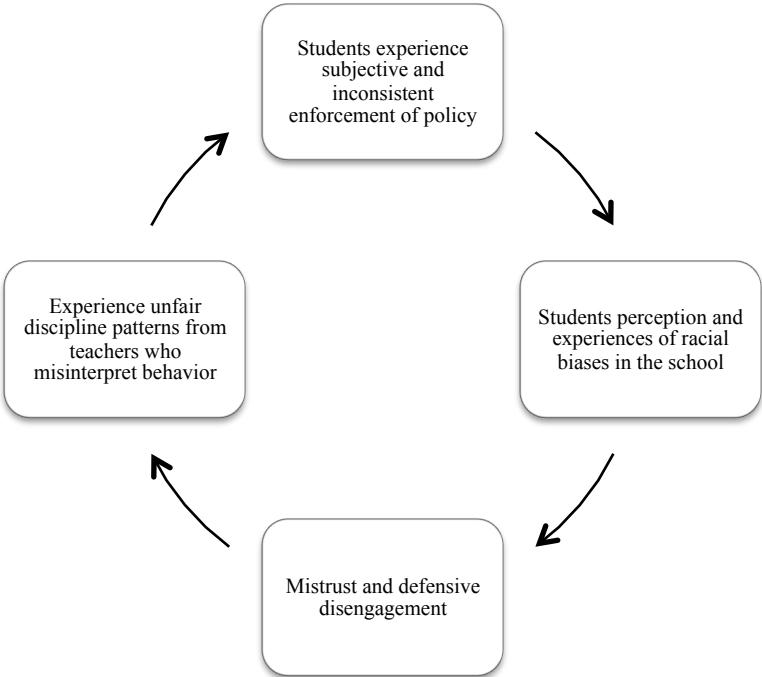 Students experience
subjective and
inconsistent
enforcement of policy
Students perception and
experiences of racial
biases in the school
Mistrust and defensive
disengagement
Experience unfair
discipline patterns from
teachers who
misinterpret behavior